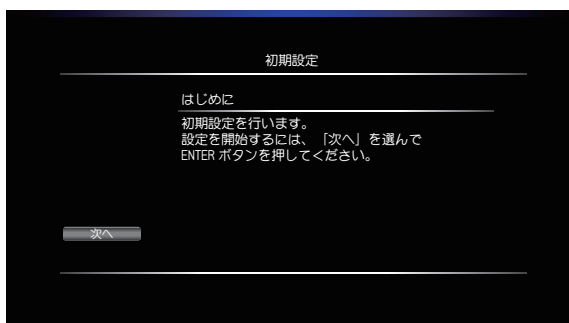 初期設定
はじめに
初期設定を行います。
設定を開始するには、「次へ」を選んで
ENTER ボタンを押してください。
次へ